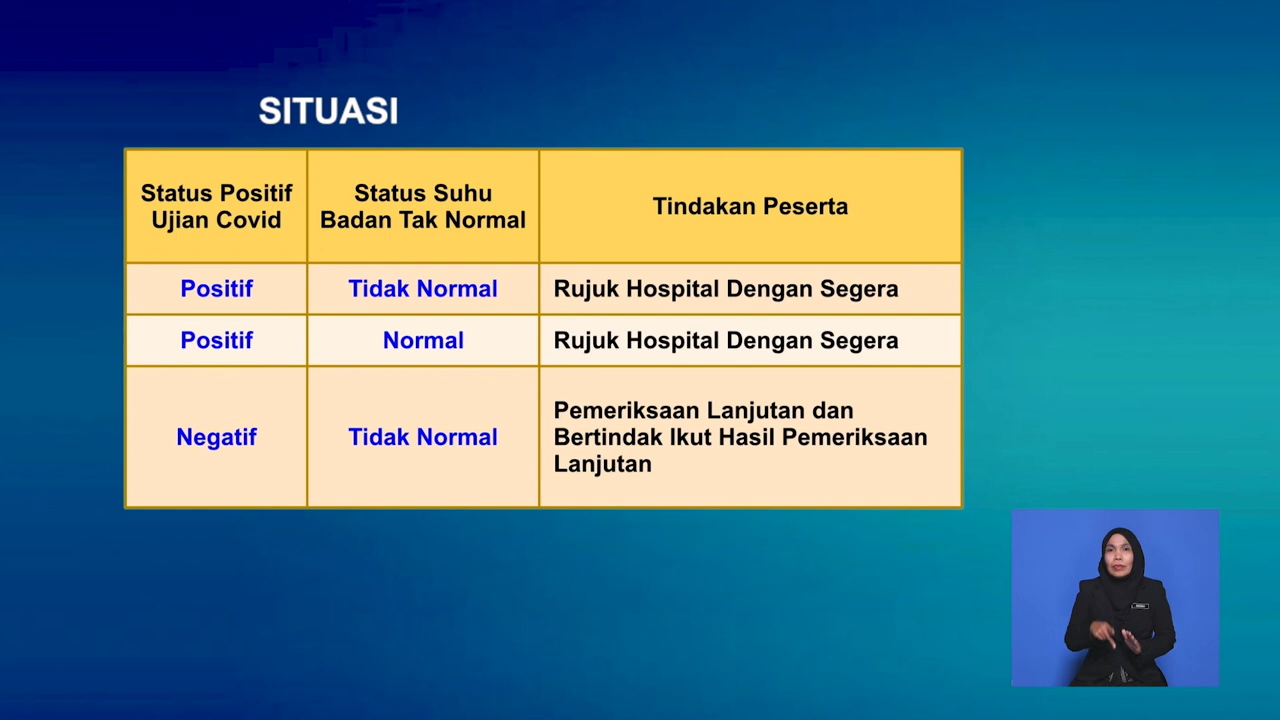 SITUASI
Status Positif
Ujian Covid
Status Suhu
Badan Tak Normal
Tindakan Peserta
Positif
Tidak Normal
Rujuk Hospital Dengan Segera
Positif
Normal
Rujuk Hospital Dengan Segera
Negatif
Tidak Normal
Pemeriksaan Lanjutan dan
Bertindak Ikut Hasil Pemeriksaan
Lanjutan